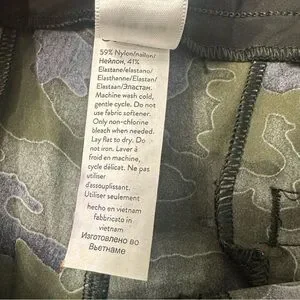 59% Nylon/nailon/
Нейлон, 41%
Elastane/elastano/
Elasthanne/Elastan/
Elastaan/Эластан.
Machine wash cold,
gentle cycle. Do not
use fabric softener.
Only non-chlorine
bleach when needed.
Lay flat to dry. Do
not iron. Laver à
froid en machine,
cycle délicat. Ne pas
utiliser
d'assouplissant.
Utiliser seulement
hecho en vietnam
fabbricato in
vietnam
Изготовлено во
Вьетнаме